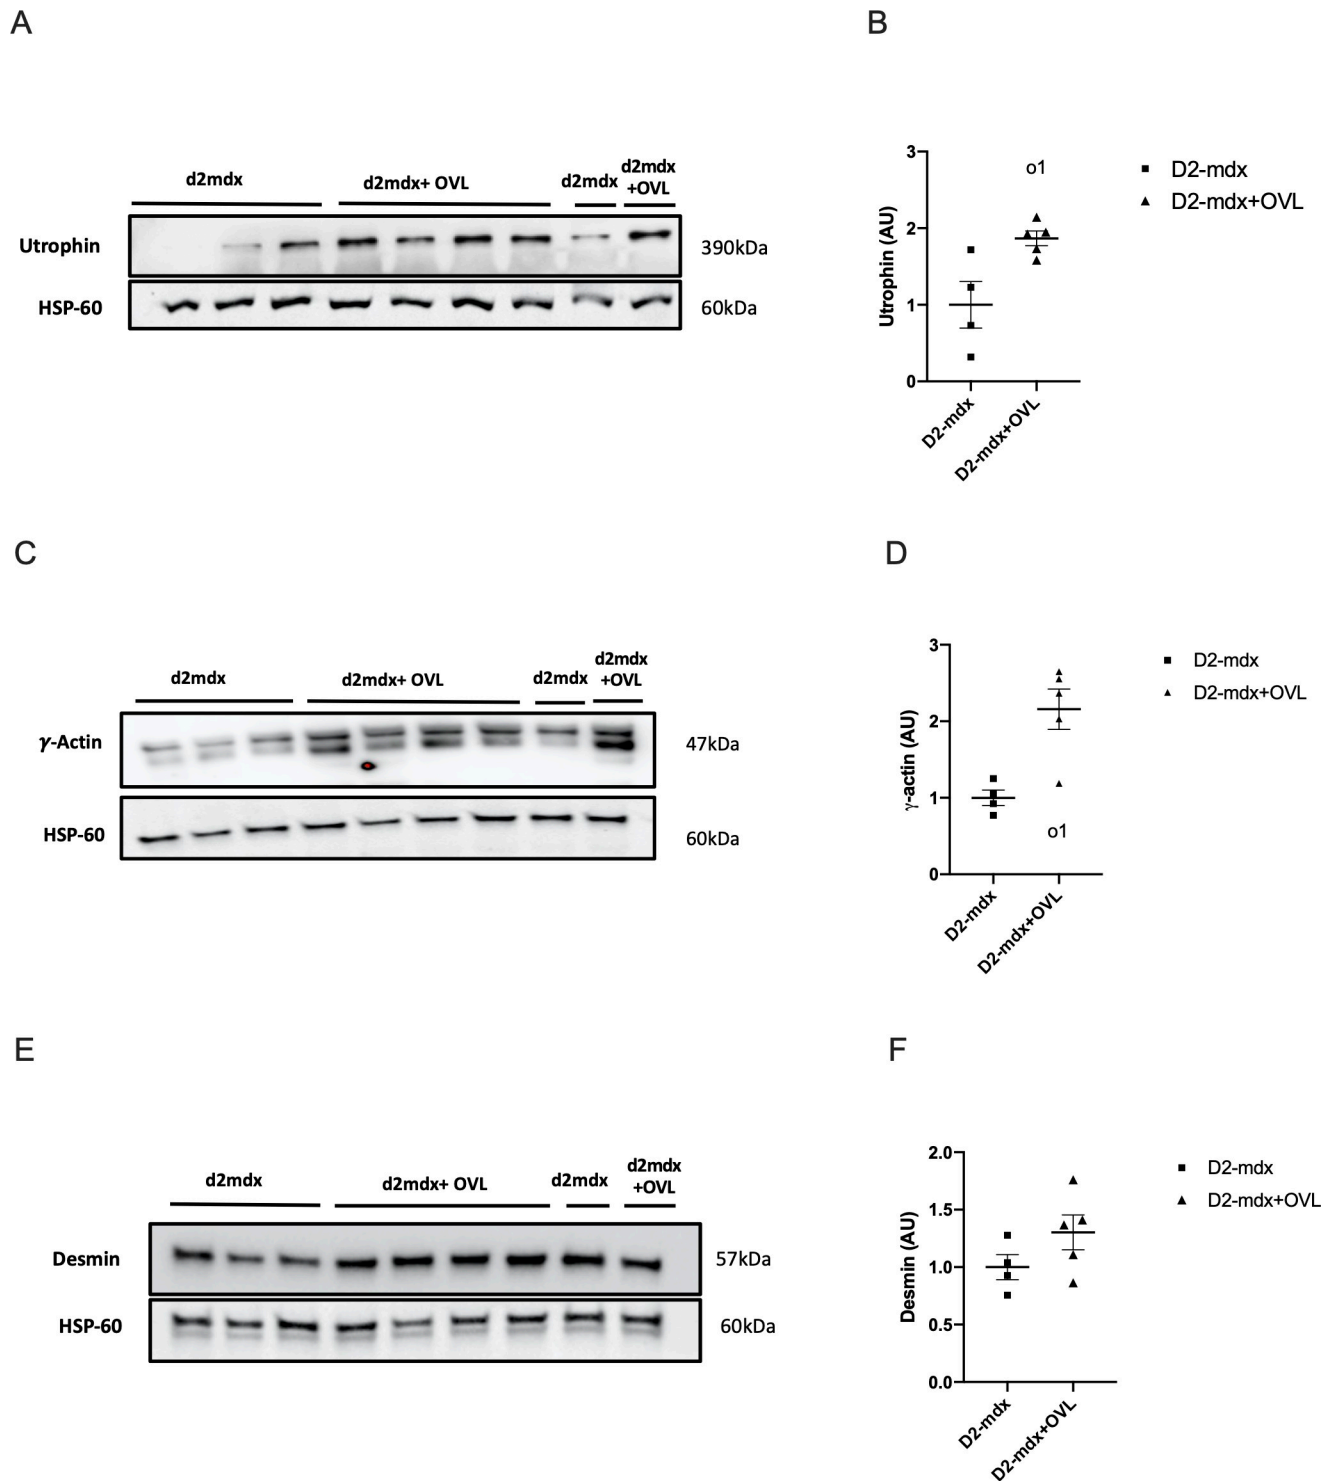 A
B
d2mdx
d2mdx+ OVL
d2mdx
d2mdx
+OVL
Utrophin
390kDa
HSP-60
60kDa
Utrophin (AU)
3
2
1
0
o1
D2-mdx
D2-mdx+OVL
D2-mdx
D2-mdx+OVL
C
D
d2mdx
d2mdx+ OVL
d2mdx
d2mdx
+OVL
γ-Actin
47kDa
HSP-60
60kDa
γ-actin (AU)
3
2
1
0
o1
D2-mdx
D2-mdx+OVL
D2-mdx
D2-mdx+OVL
E
F
d2mdx
d2mdx+ OVL
d2mdx
d2mdx
+OVL
Desmin
57kDa
HSP-60
60kDa
Desmin (AU)
2.0
1.5
1.0
0.5
0.0
D2-mdx
D2-mdx+OVL
D2-mdx
D2-mdx+OVL